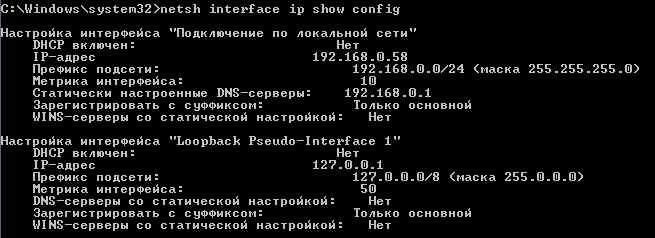 C:\Windows\system32>netsh interface ip show config
Настройка интерфейса "Подключение по локальной сети"
DHCP включен: Нет
IP-адрес 192.168.0.58
Префикс подсети: 192.168.0.0/24 (маска 255.255.255.0)
Метрика интерфейса: 10
Статически настроенные DNS-серверы: 192.168.0.1
Зарегистрировать с суффиксом: Только основной
WINS-серверы со статической настройкой: Нет
Настройка интерфейса "Loopback Pseudo-Interface 1"
DHCP включен: Нет
IP-адрес 127.0.0.1
Префикс подсети: 127.0.0.0/8 (маска 255.0.0.0)
Метрика интерфейса: 50
DNS-серверы со статической настройкой: Нет
Зарегистрировать с суффиксом: Только основной
WINS-серверы со статической настройкой: Нет